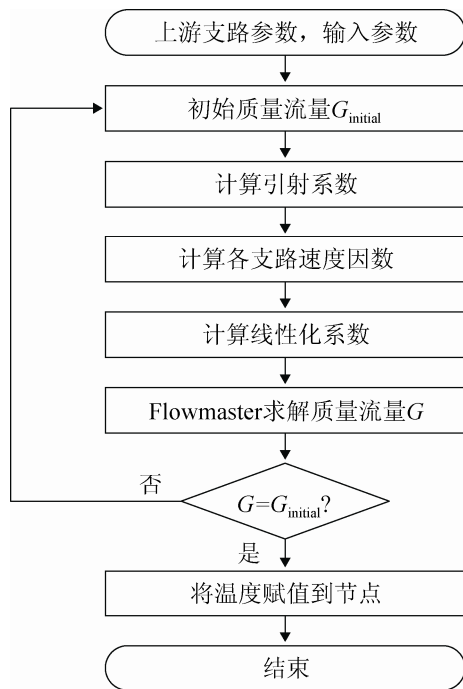 上游支路参数，输入参数
初始质量流量Ginitial
计算引射系数
计算各支路速度因数
计算线性化系数
Flowmaster求解质量流量G
否
G=Ginitial?
是
将温度赋值到节点
结束